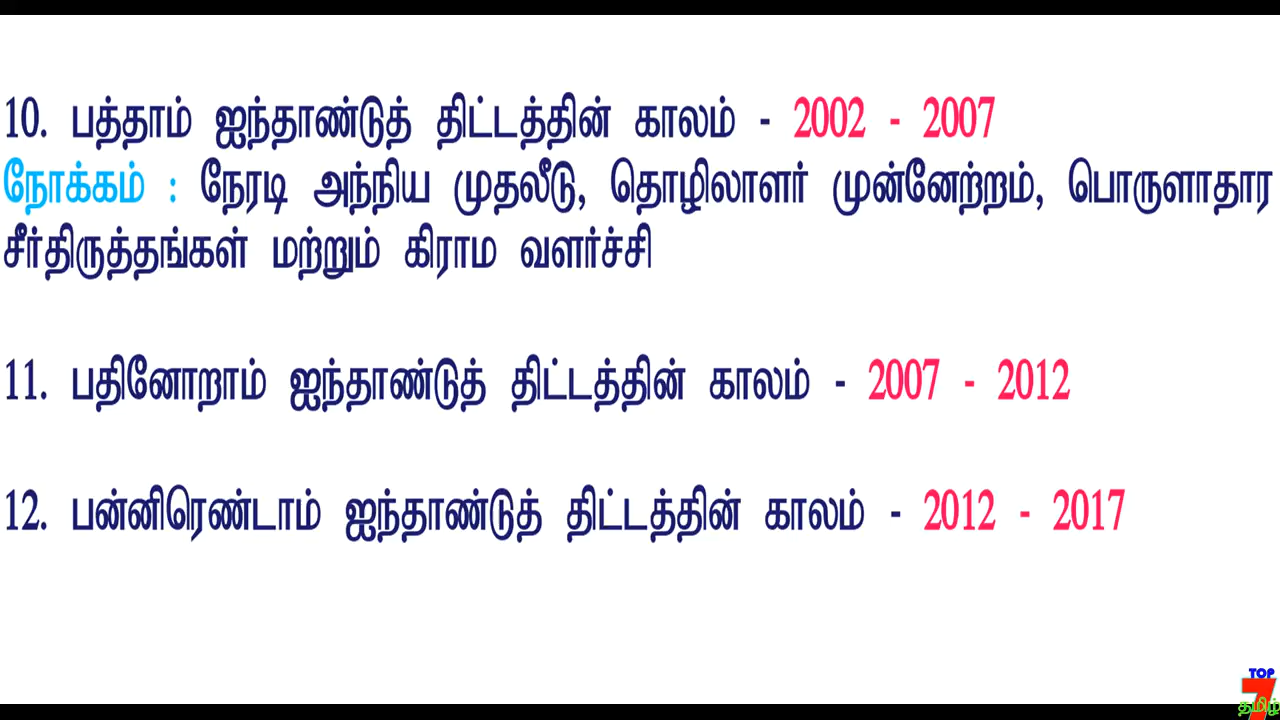 10. பத்தாம் ஐந்தாண்டுத் திட்டத்தின் காலம் - 2002 - 2007
நோக்கம் : நேரடி அந்நிய முதலீடு, தொழிலாளர் முன்னேற்றம், பொருளாதார
சீர்திருத்தங்கள் மற்றும் கிராம வளர்ச்சி
11. பதினோறாம் ஐந்தாண்டுத் திட்டத்தின் காலம் - 2007 - 2012
12. பன்னிரெண்டாம் ஐந்தாண்டுத் திட்டத்தின் காலம் - 2012 - 2017
TOP
7
தமிழ்